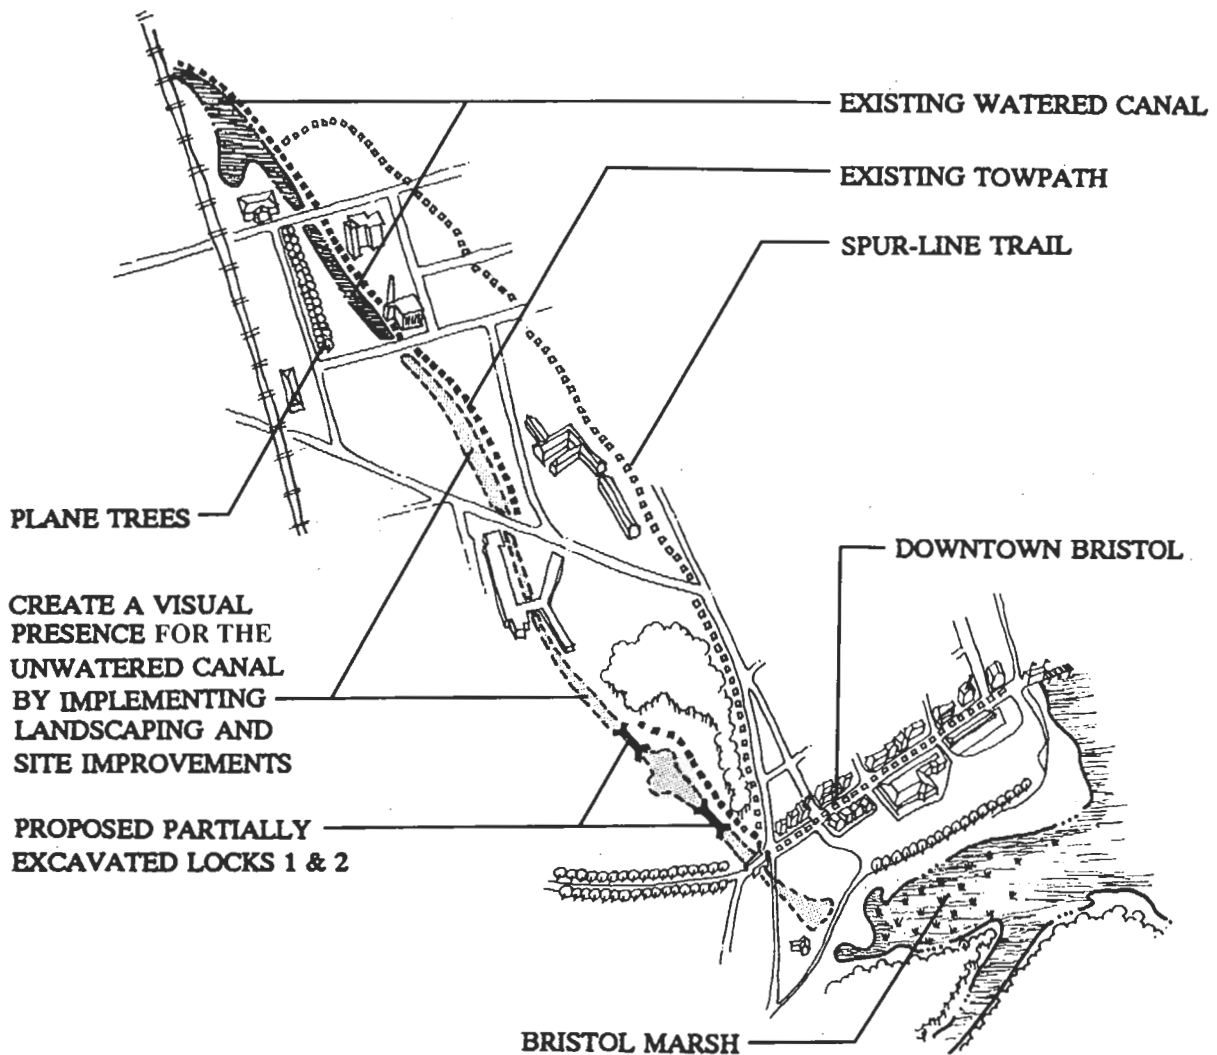 EXISTING WATERED CANAL
EXISTING TOWPATH
SPUR-LINE TRAIL
PLANE TREES
DOWNTOWN BRISTOL
CREATE A VISUAL
PRESENCE FOR THE
UNWATERED CANAL
BY IMPLEMENTING
LANDSCAPING AND
SITE IMPROVEMENTS
PROPOSED PARTIALLY
EXCAVATED LOCKS 1 & 2
BRISTOL MARSH